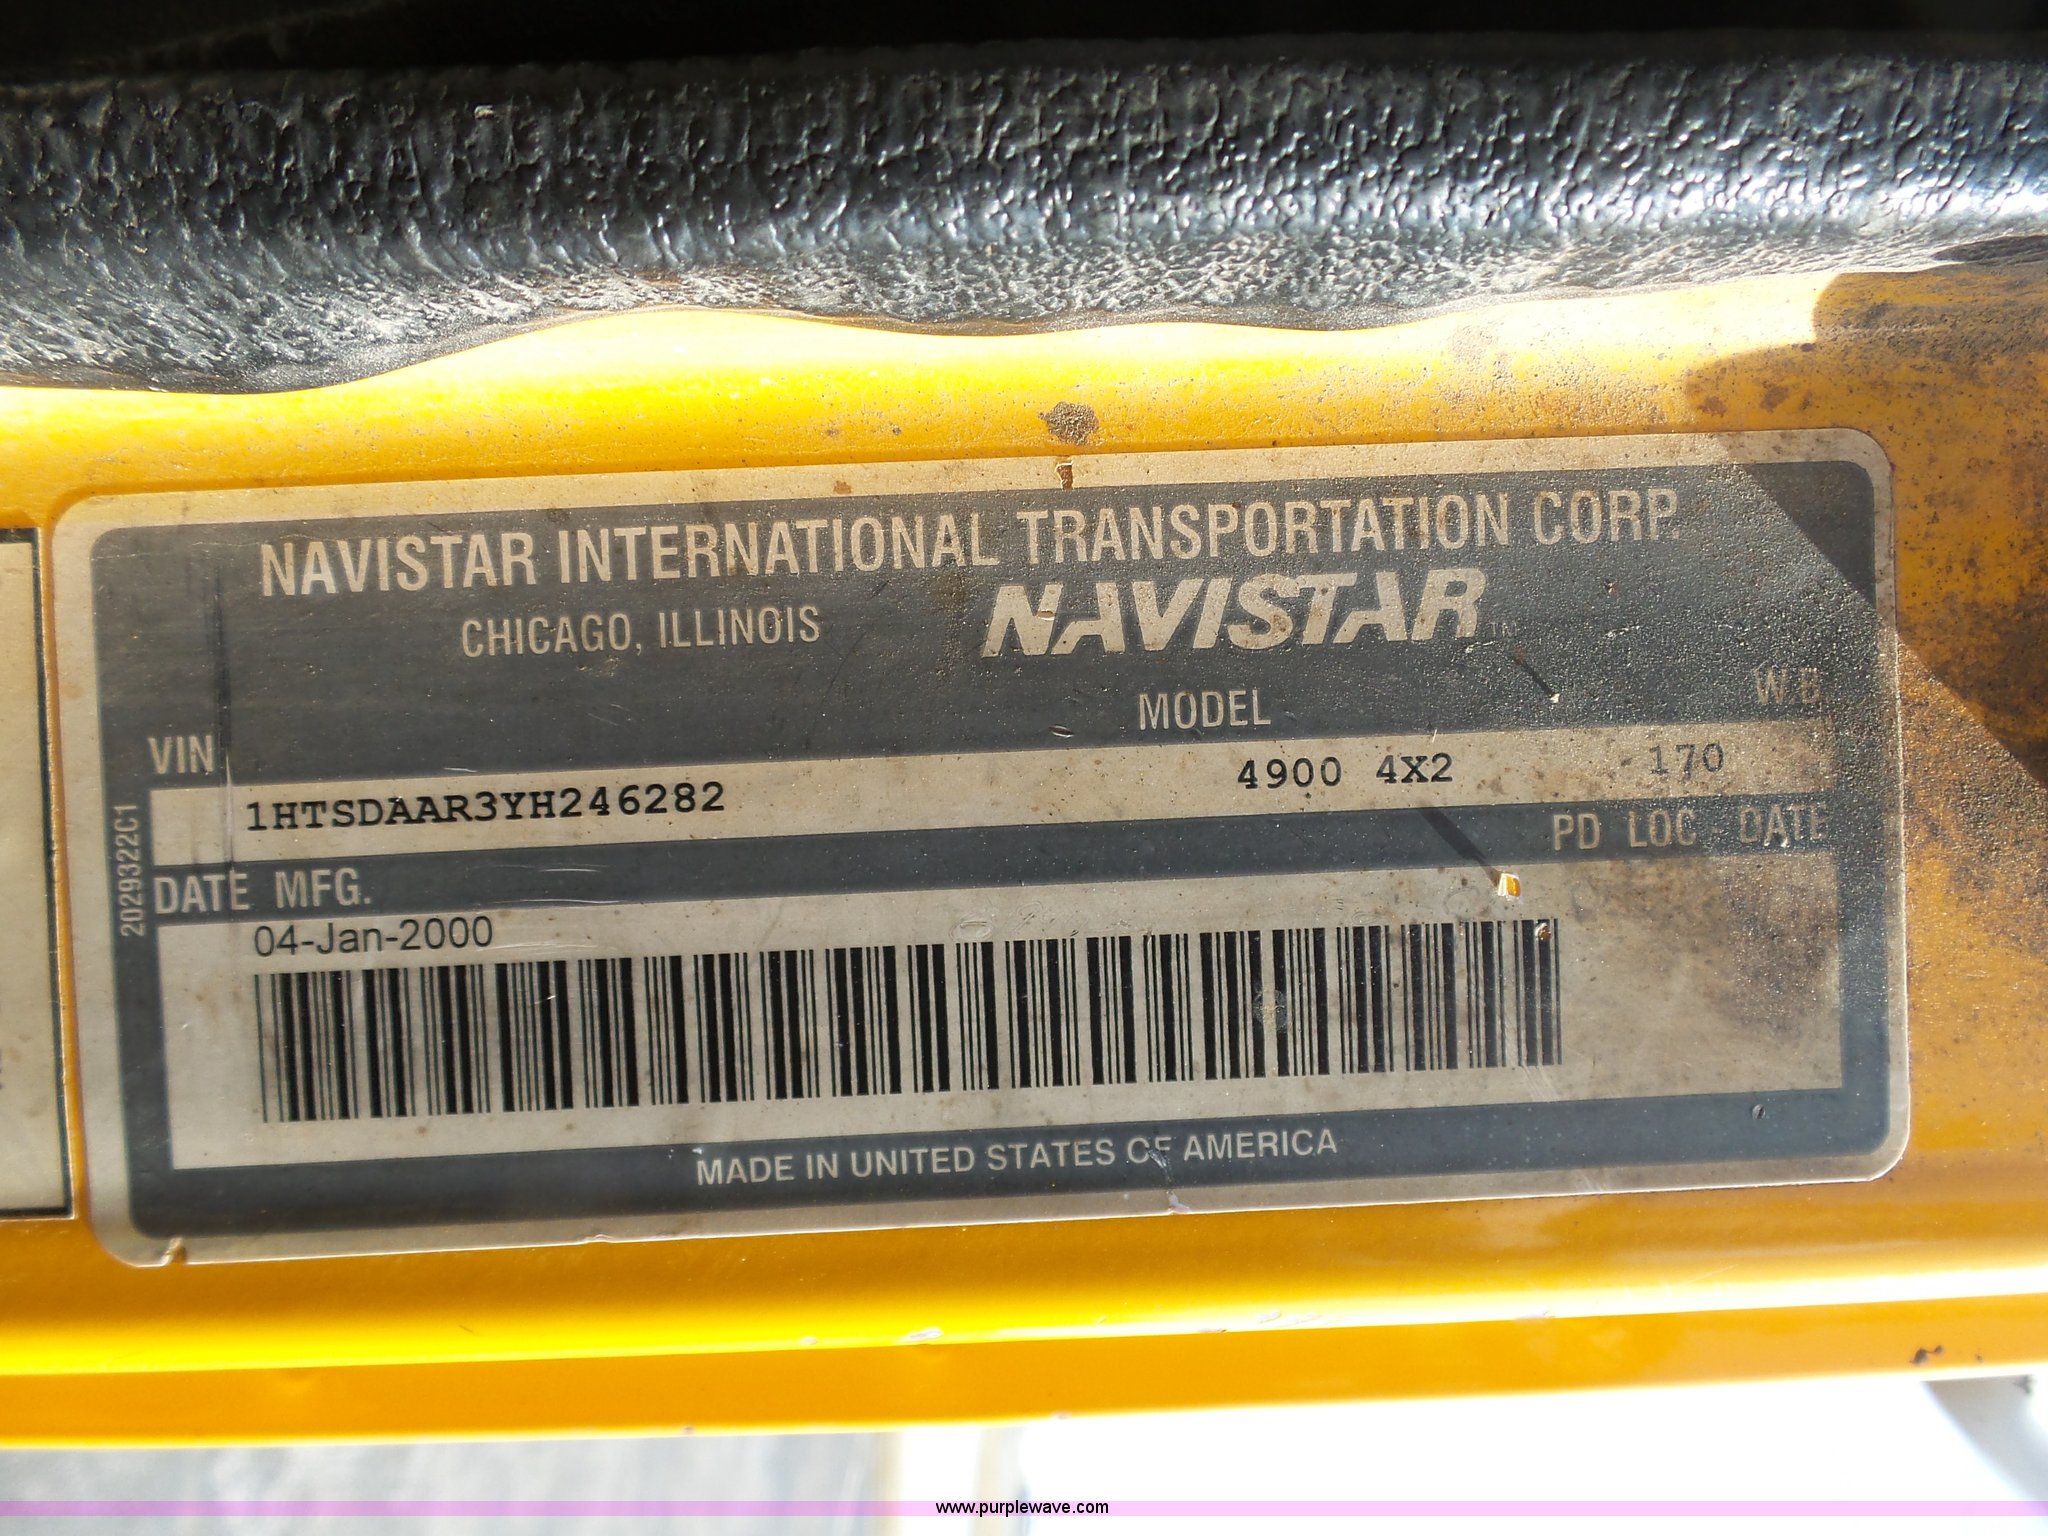 NAVISTAR INTERNATIONAL TRANSPORTATION CORP.
CHICAGO, ILLINOIS
NAVISTAR™
VIN
MODEL
W.B.
1HTSDAAR3YH246282
4900 4X2
170
DATE MFG.
PD LOC - DATE
04-Jan-2000
2029322C1
MADE IN UNITED STATES OF AMERICA
www.purplewave.com